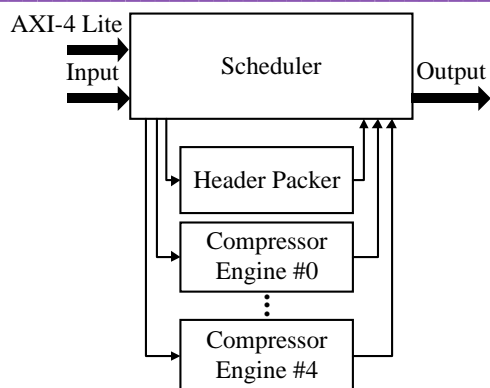 AXI-4 Lite
Input
Scheduler
Output
Header Packer
Compressor
Engine #0
Compressor
Engine #4